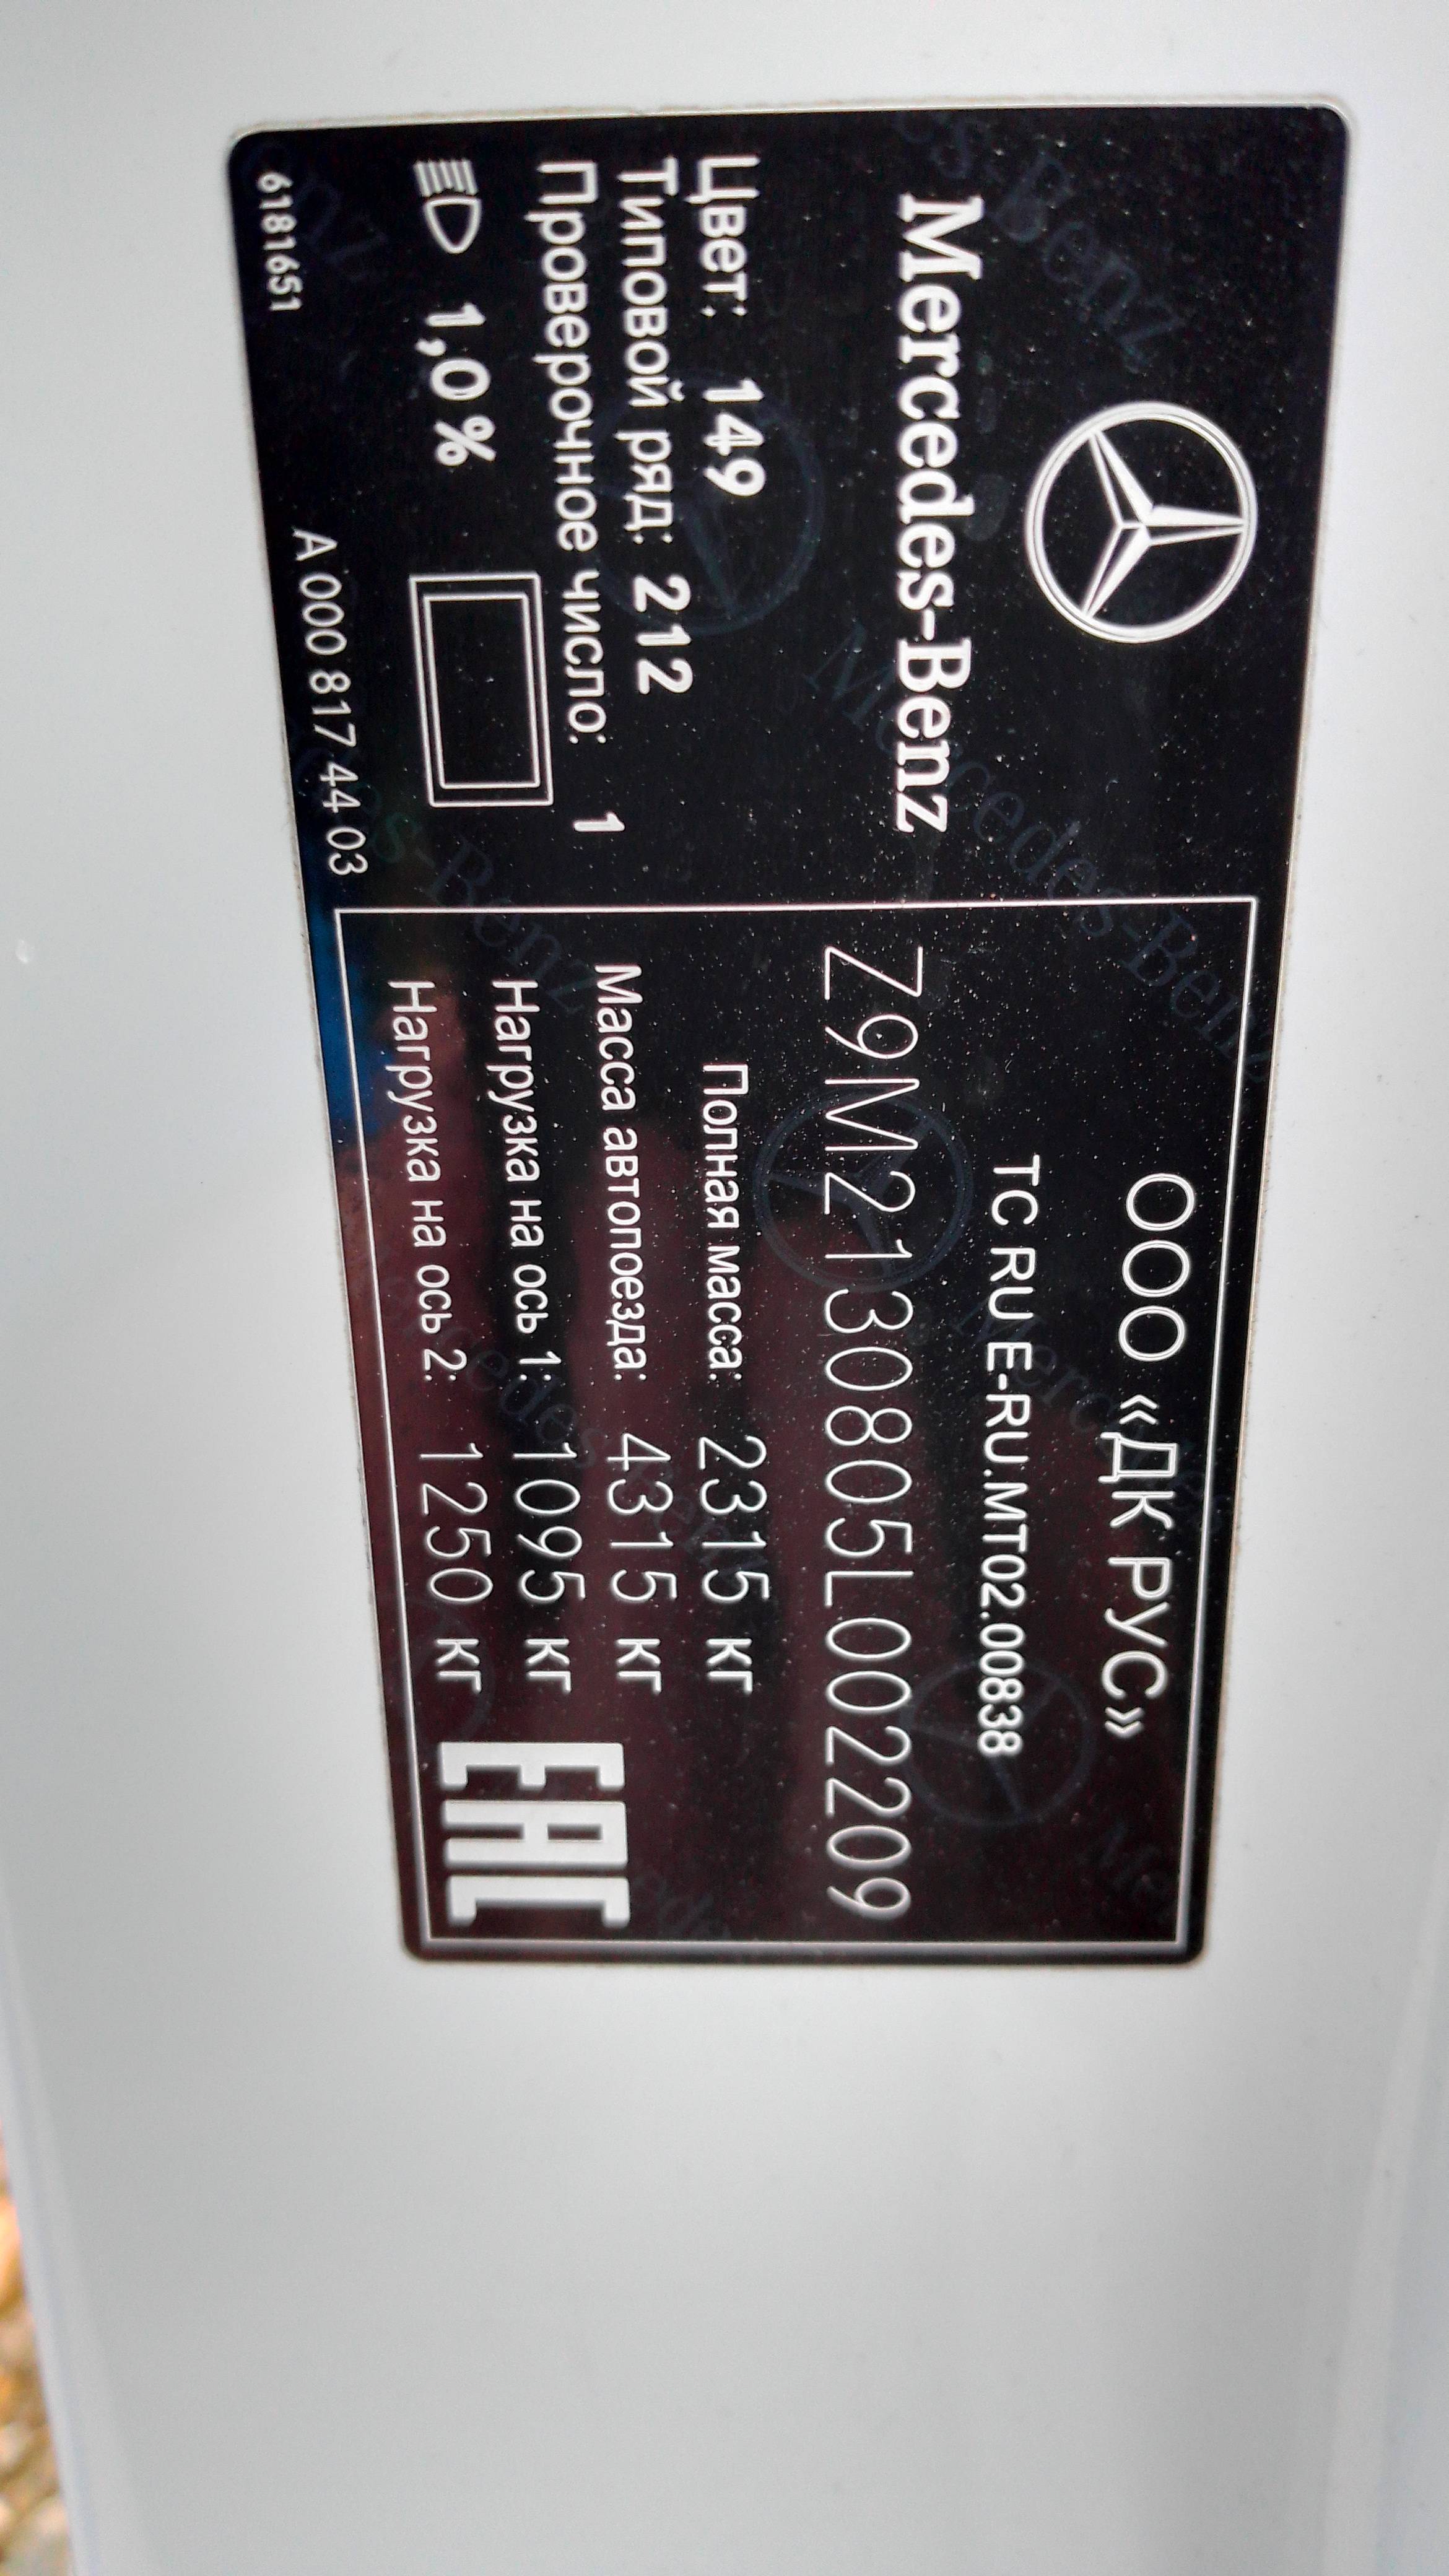 Mercedes-Benz
Цвет: 149
Типовой ряд: 212
Проверочное число: 1
1,0 %
6181651
A 000 817 44 03
ООО «ДК РУС»
ТС RU E-RU.MT02.00838
Z9M2130805L002209
Полная масса: 2315 кг
Масса автопоезда: 4315 кг
Нагрузка на ось 1: 1095 кг
Нагрузка на ось 2: 1250 кг
EAC